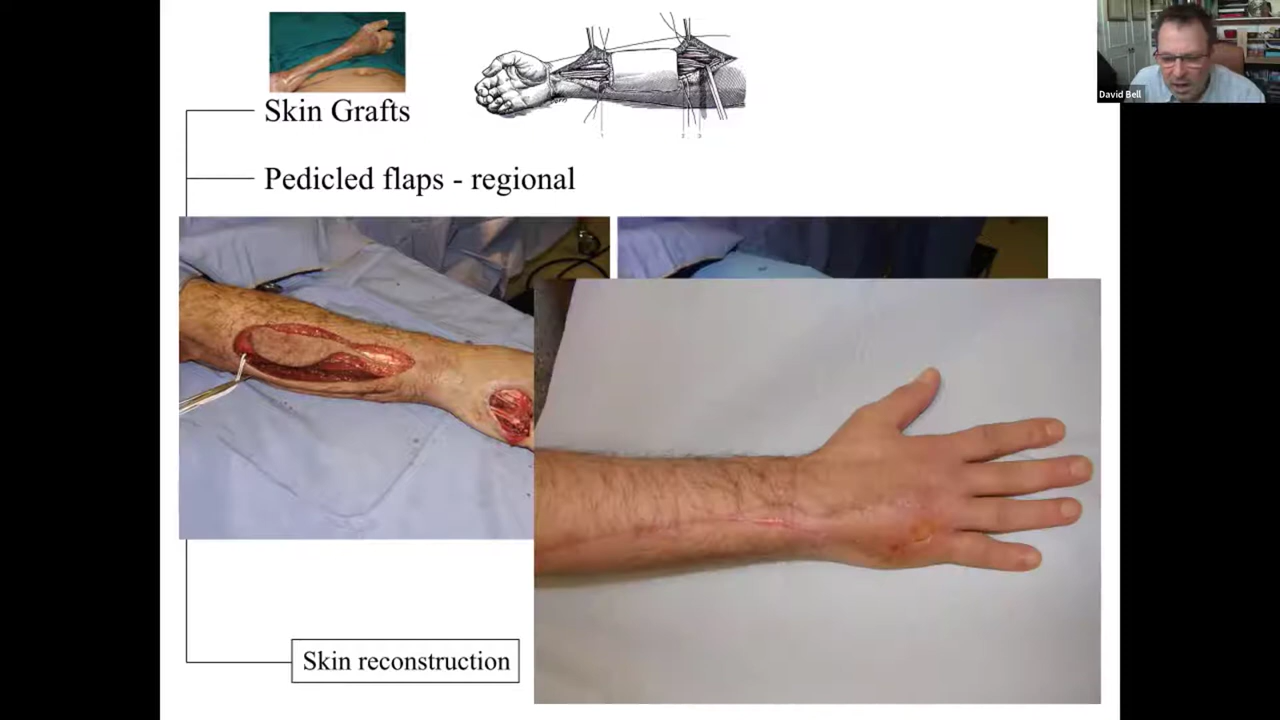 David Bell
Skin Grafts
Pedicled flaps - regional
Skin reconstruction